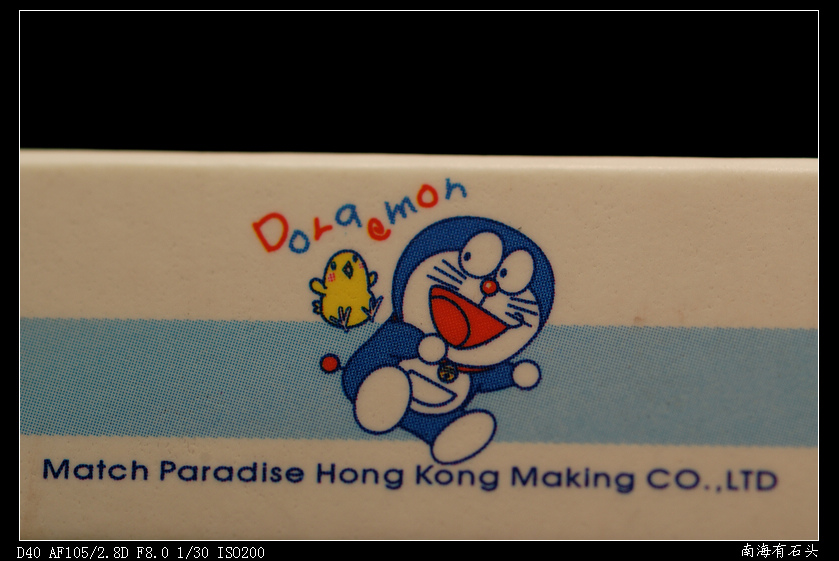 Doraemon
Match Paradise Hong Kong Making CO.,LTD
D40 AF105/2.8D F8.0 1/30 ISO200
南海有石头